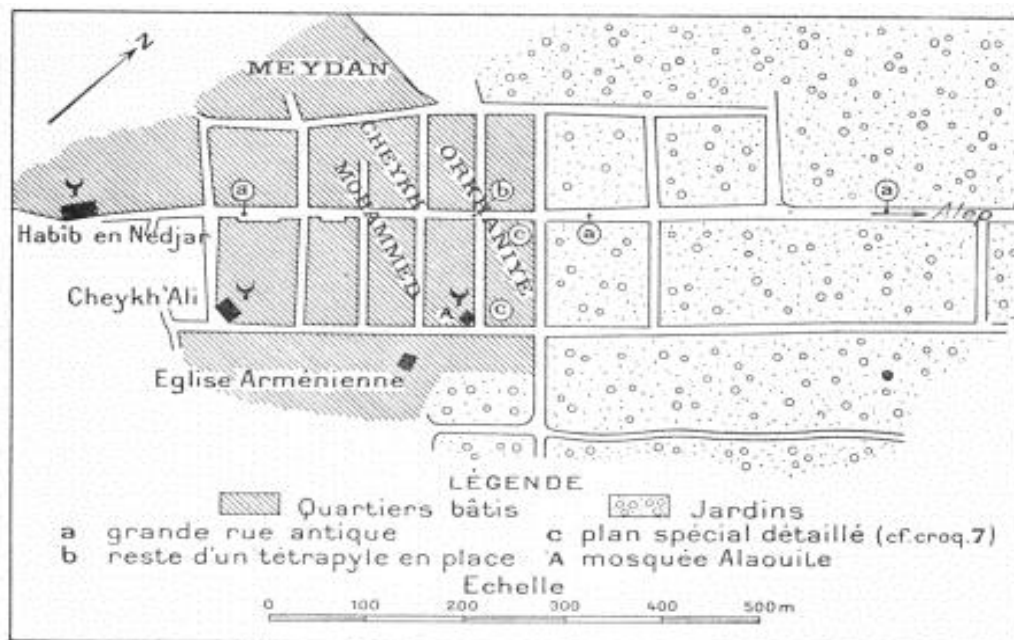 N
MEYDAN
CHEYKH
MOHAMMED
ORKHANIYE
a
b
a
Alep
c
a
Habib en Nedjar
Cheykh 'Ali
A
c
Eglise Arménienne
LÉGENDE
Quartiers bâtis
Jardins
a grande rue antique
c plan spécial détaillé (cf.croq.7)
b reste d'un tétrapyle en place
A mosquée Alaouite
Echelle
0 100 200 300 400 500 m